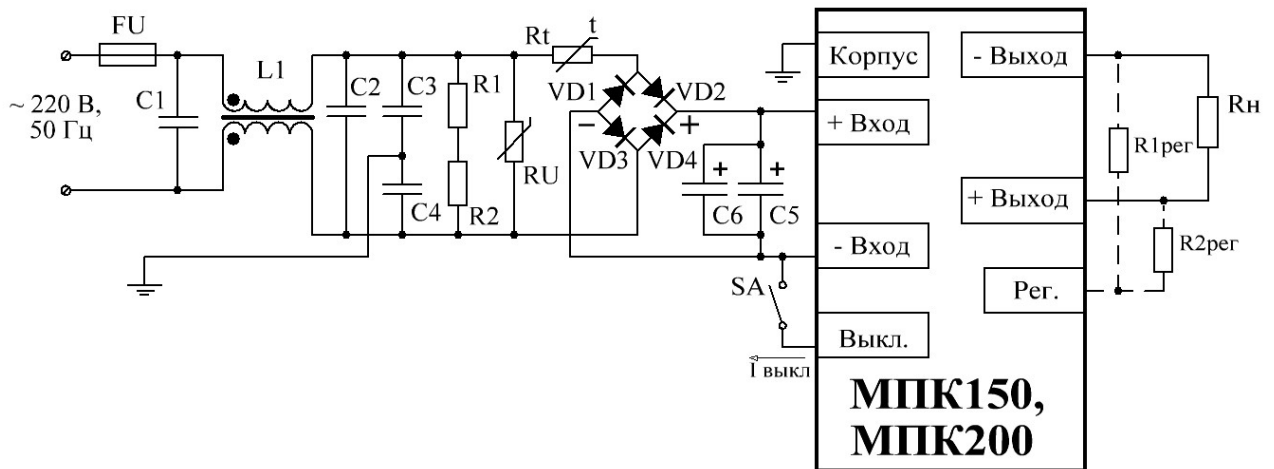 FU
~ 220 В,
50 Гц
C1
L1
C2
C3
C4
R1
R2
RU
Rt
t
VD1
VD2
VD3
VD4
−
+
+
+
C6
C5
SA
I выкл
Корпус
+ Вход
- Вход
Выкл.
- Выход
+ Выход
Рег.
R1рег
R2рег
Rн
МПК150,
МПК200